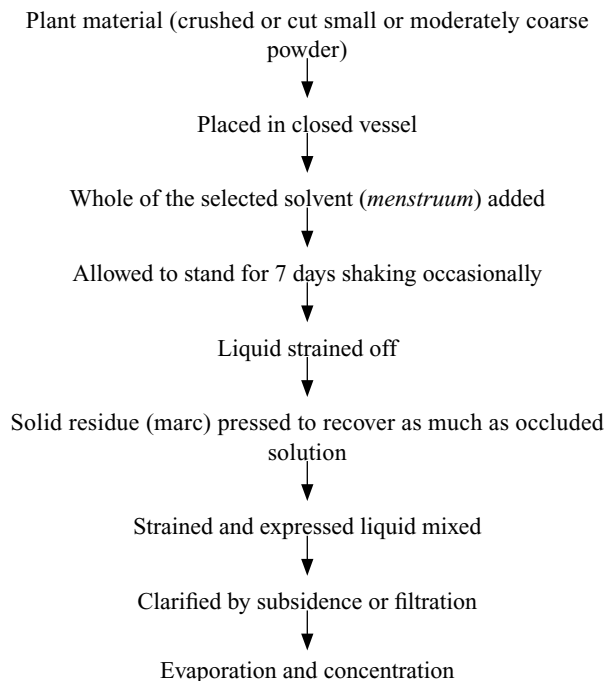 Plant material (crushed or cut small or moderately coarse
powder)
Placed in closed vessel
Whole of the selected solvent (menstruum) added
Allowed to stand for 7 days shaking occasionally
Liquid strained off
Solid residue (marc) pressed to recover as much as occluded
solution
Strained and expressed liquid mixed
Clarified by subsidence or filtration
Evaporation and concentration